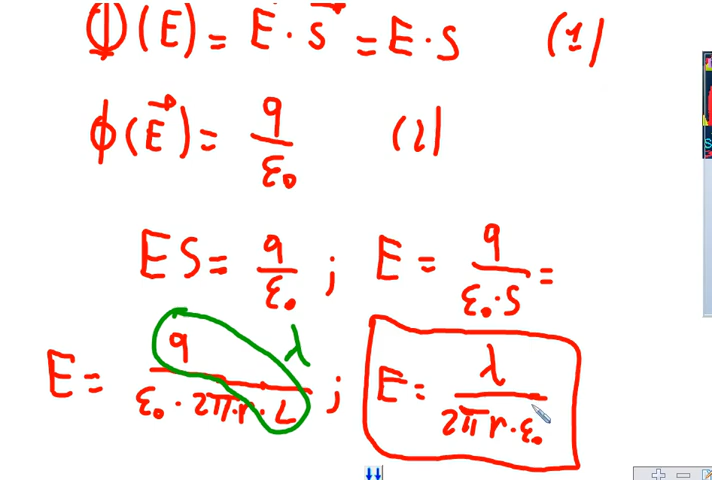 Φ(E) = E · S⃗ = E · S (1)
ϕ(E⃗) = q/ε₀ (2)
ES = q/ε₀ ; E = q/(ε₀ · S) =
E = q/(ε₀ · 2π · r · L) ; E = λ/(2π r · ε₀)
λ